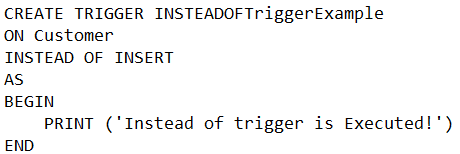 CREATE TRIGGER INSTEADOFTriggerExample
ON Customer
INSTEAD OF INSERT
AS
BEGIN
    PRINT ('Instead of trigger is Executed!')
END